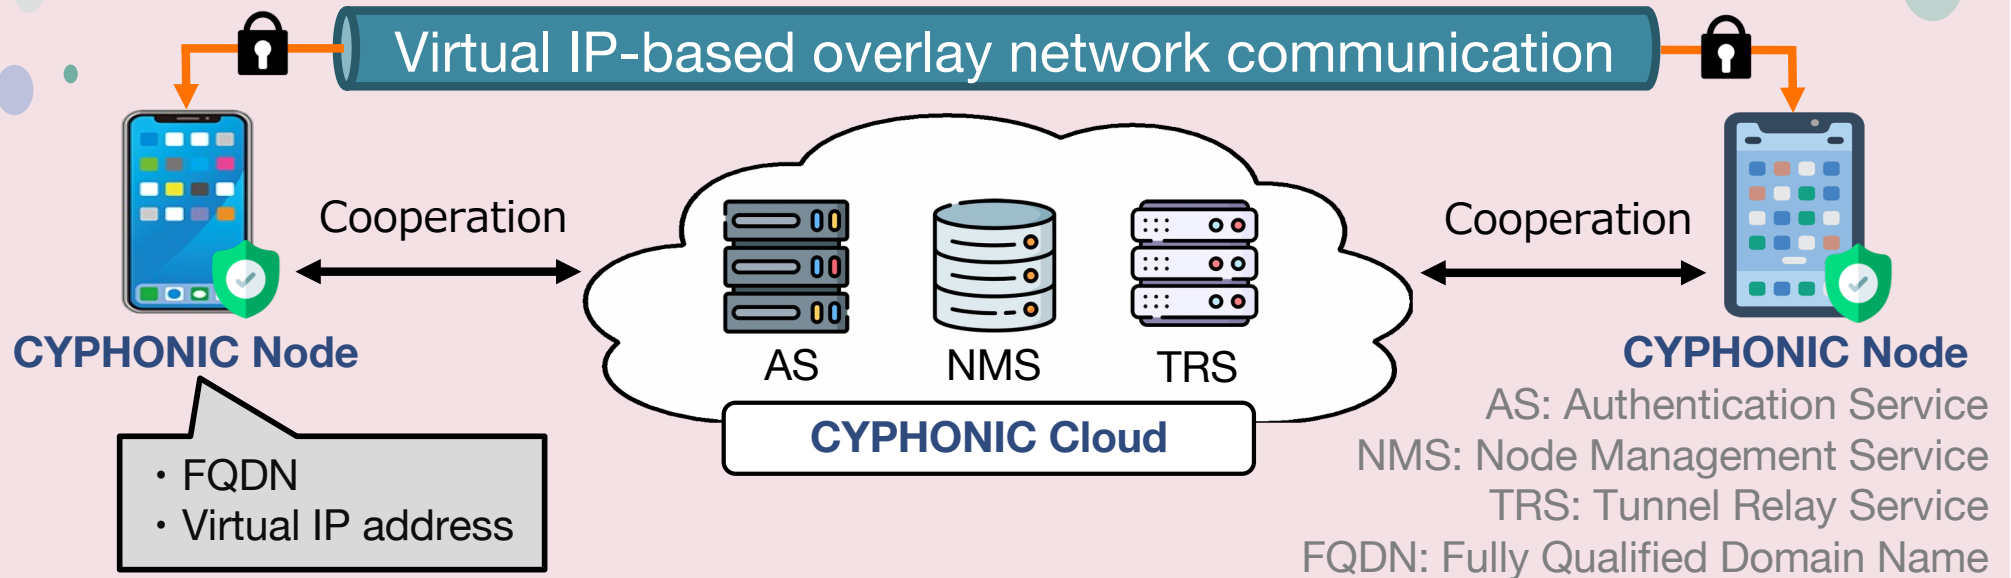 Virtual IP-based overlay network communication
Cooperation
Cooperation
CYPHONIC Node
AS
NMS
TRS
CYPHONIC Node
CYPHONIC Cloud
・FQDN
・Virtual IP address
AS: Authentication Service
NMS: Node Management Service
TRS: Tunnel Relay Service
FQDN: Fully Qualified Domain Name